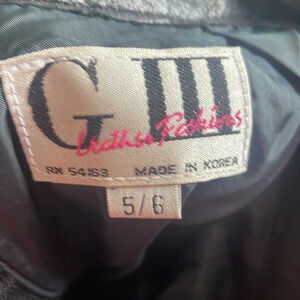 G III
Leather Fashions
RN 54163 MADE IN KOREA
5/6